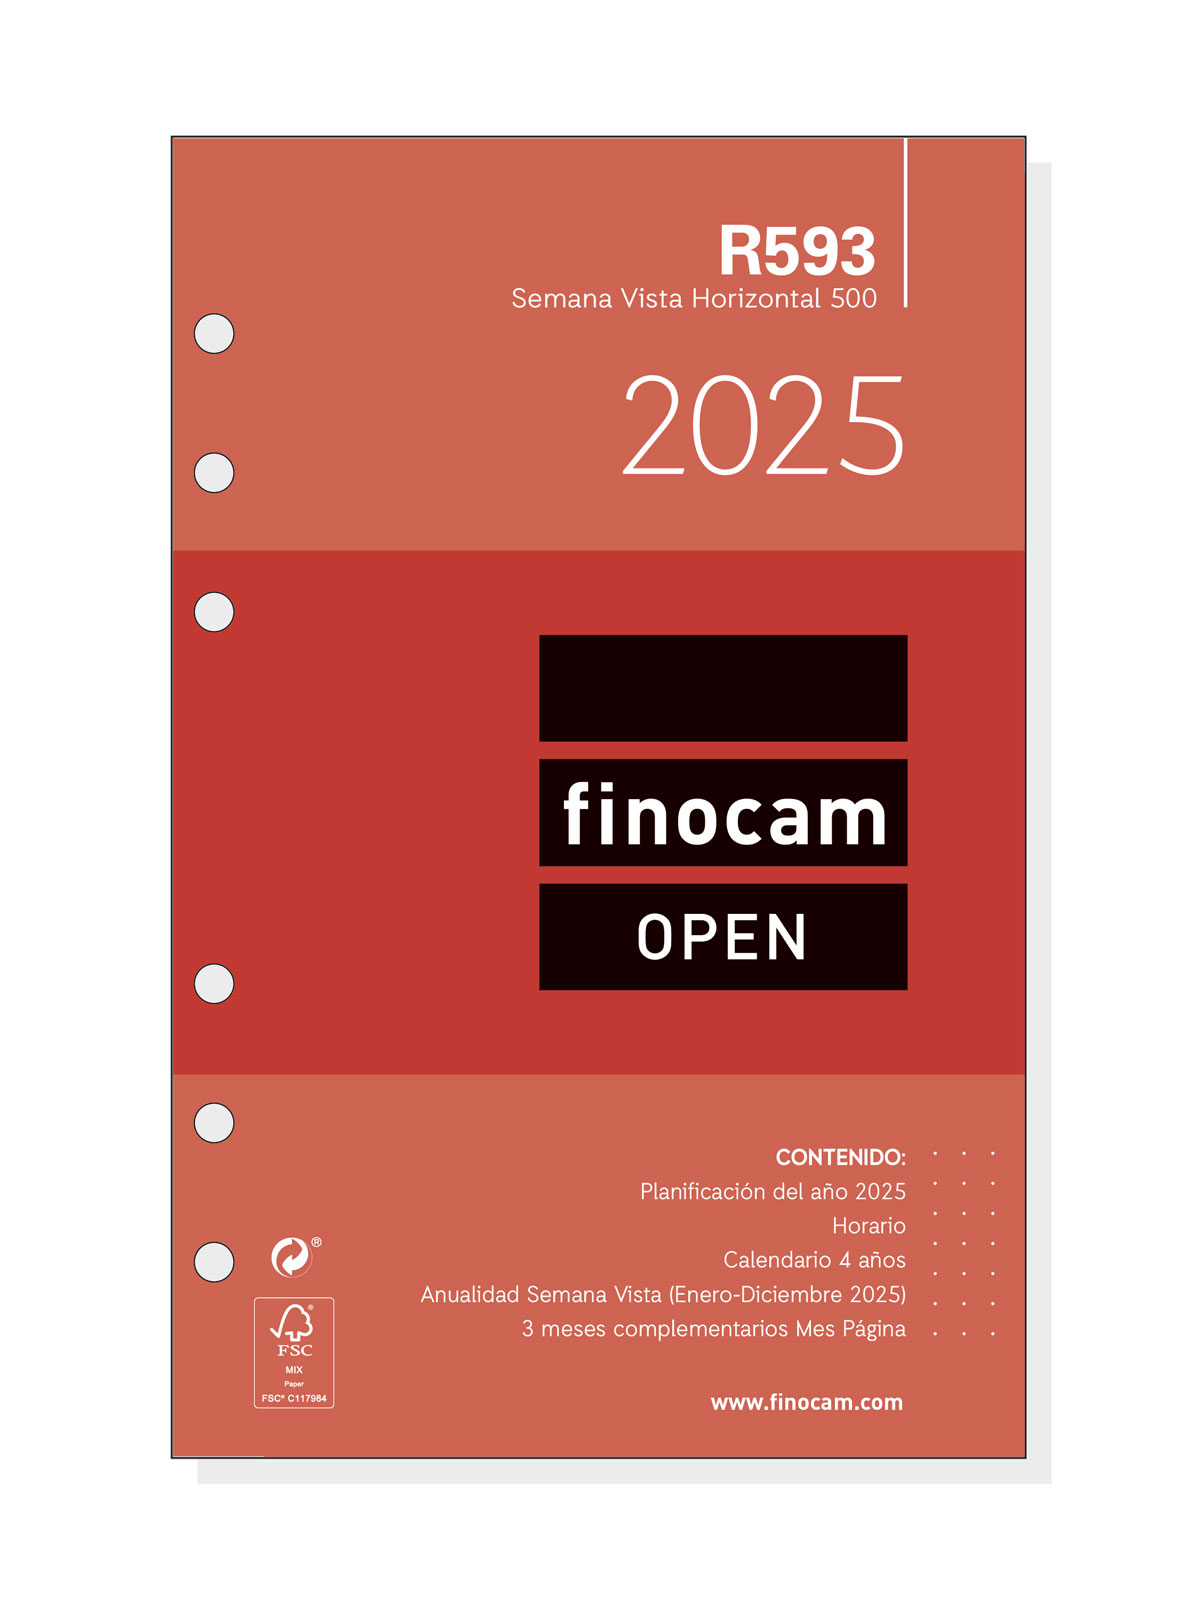 R593
Semana Vista Horizontal 500
2025
finocam
OPEN
CONTENIDO:
Planificación del año 2025
Horario
Calendario 4 años
Anualidad Semana Vista (Enero-Diciembre 2025)
3 meses complementarios Mes Página
®
®
FSC
MIX
Paper
FSC® C117984
www.finocam.com